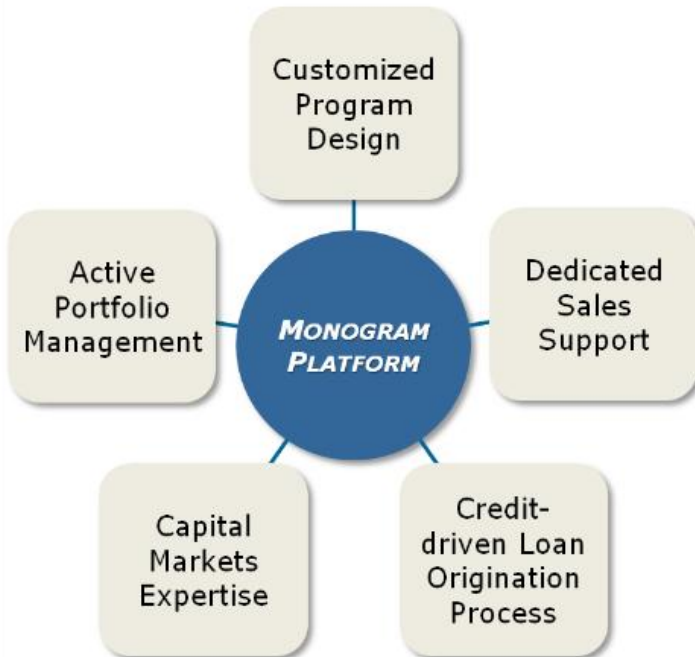 Customized
Program
Design
Active
Portfolio
Management
MONOGRAM
PLATFORM
Dedicated
Sales
Support
Capital
Markets
Expertise
Credit-
driven Loan
Origination
Process